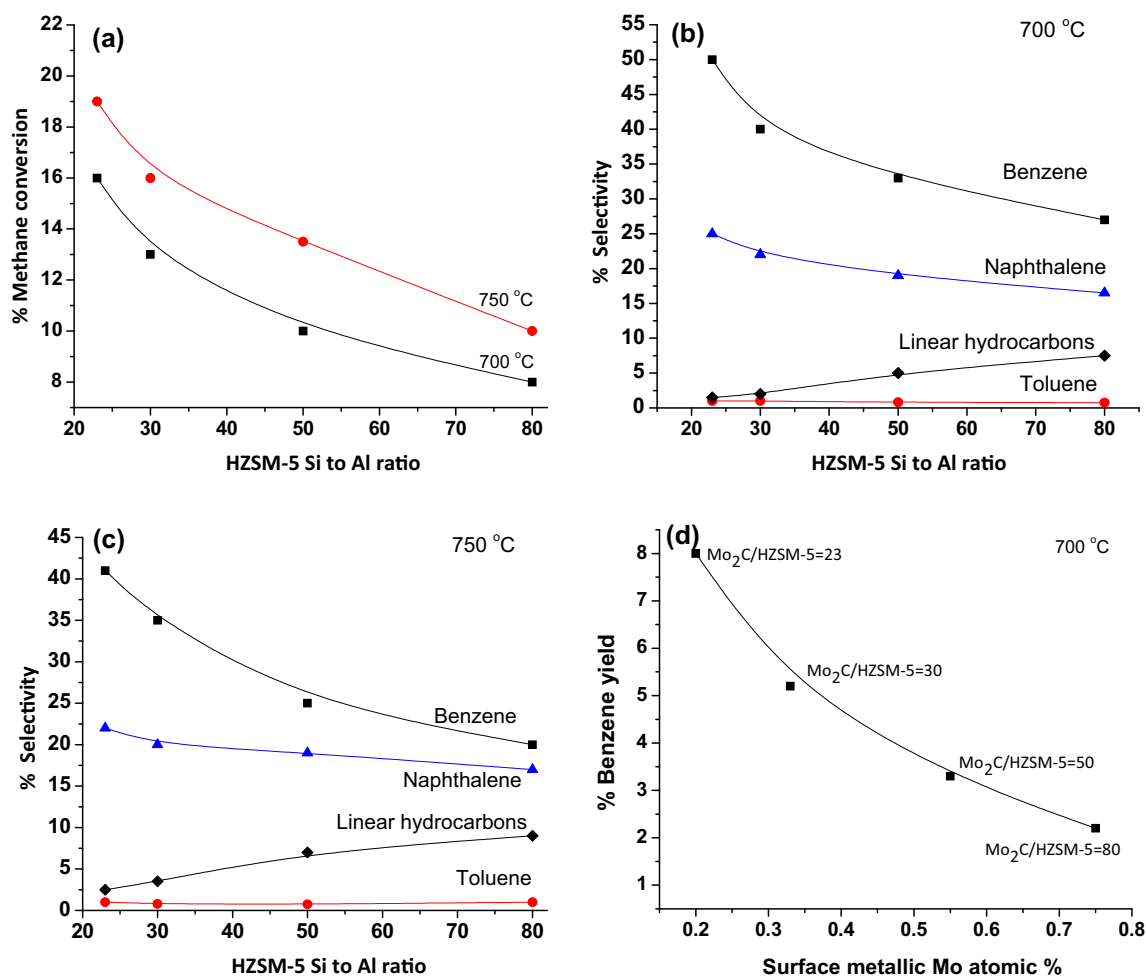 (a)
% Methane conversion
22
20
18
16
14
12
10
8
750 °C
700 °C
20 30 40 50 60 70 80
HZSM-5 Si to Al ratio
(b)
700 °C
% Selectivity
55
50
45
40
35
30
25
20
15
10
5
0
Benzene
Naphthalene
Linear hydrocarbons
Toluene
20 30 40 50 60 70 80
HZSM-5 Si to Al ratio
(c)
750 °C
% Selectivity
45
40
35
30
25
20
15
10
5
0
Benzene
Naphthalene
Linear hydrocarbons
Toluene
20 30 40 50 60 70 80
HZSM-5 Si to Al ratio
(d)
700 °C
% Benzene yield
8
7
6
5
4
3
2
1
Mo₂C/HZSM-5=23
Mo₂C/HZSM-5=30
Mo₂C/HZSM-5=50
Mo₂C/HZSM-5=80
0.2 0.3 0.4 0.5 0.6 0.7 0.8
Surface metallic Mo atomic %